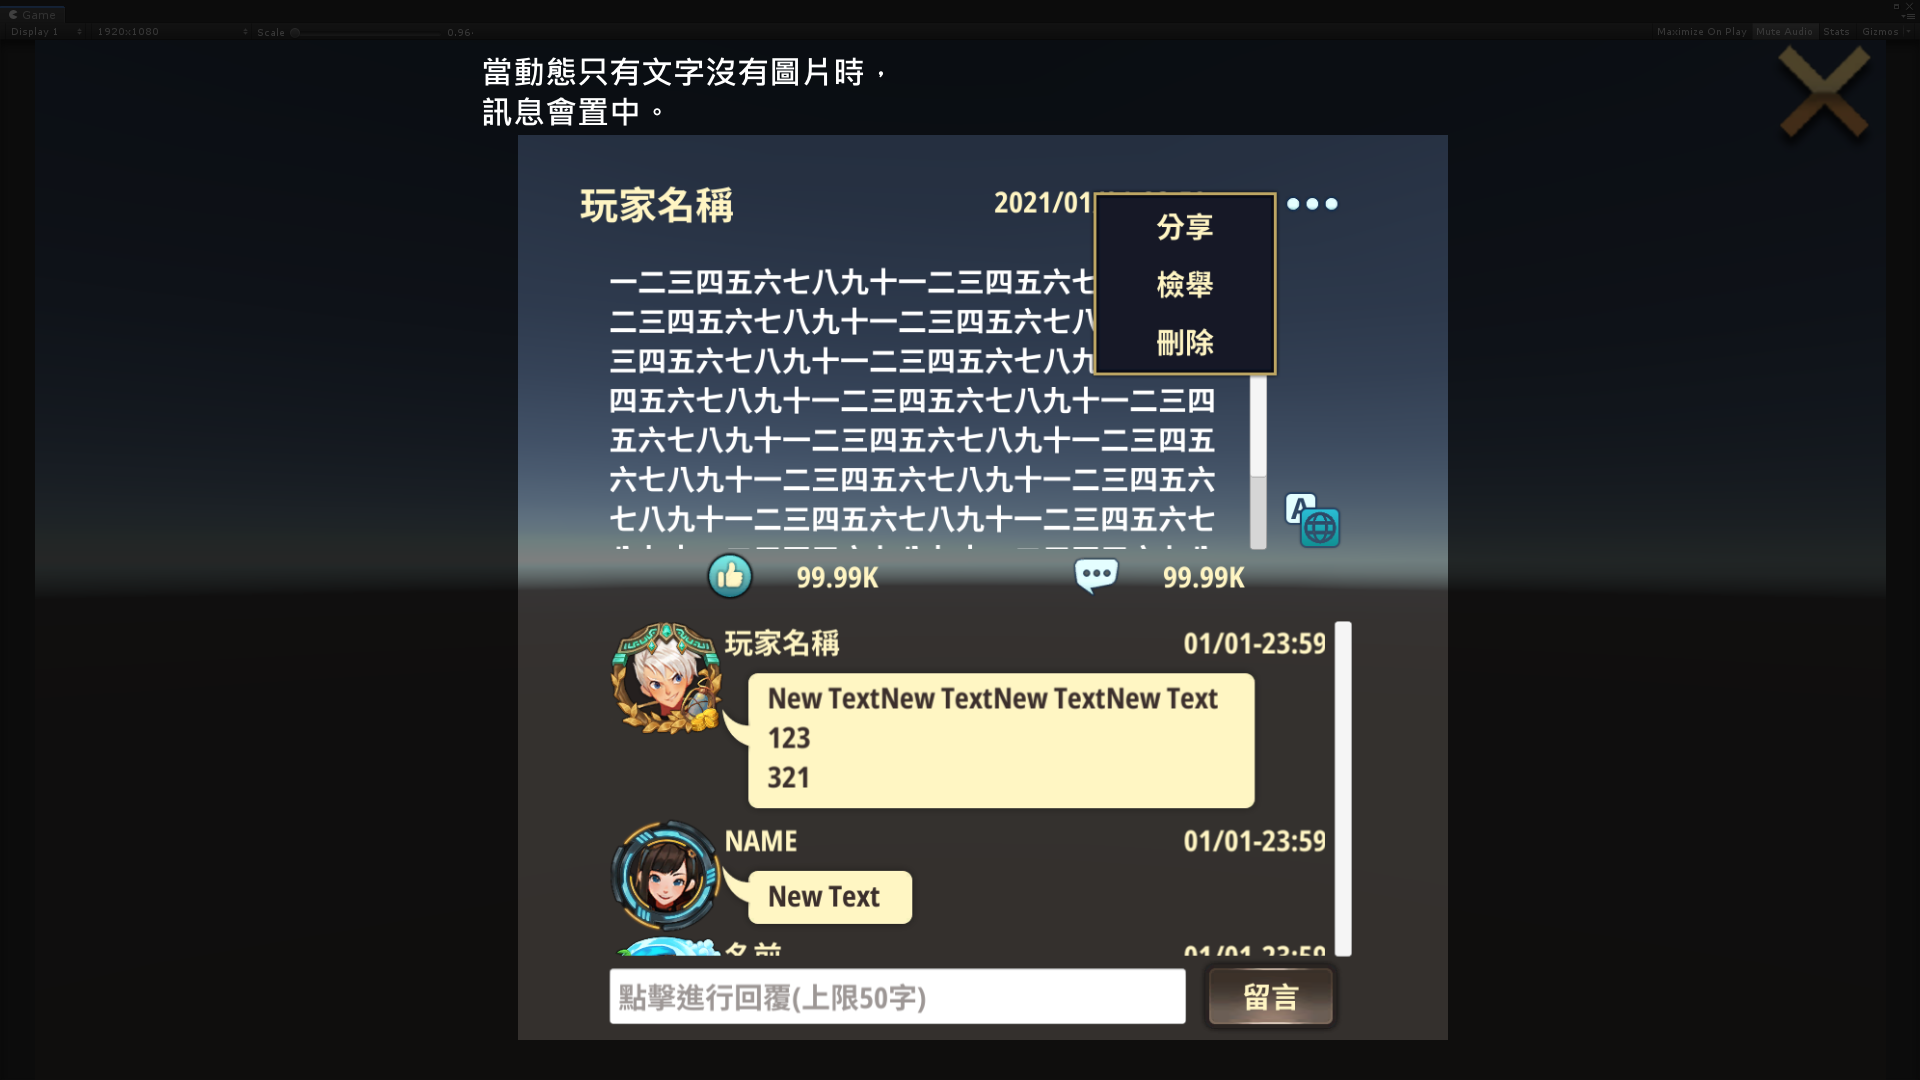 Game
Display 1
1920x1080
Scale
0.96
Maximize On Play
Mute Audio
Stats
Gizmos
當動態只有文字沒有圖片時，
訊息會置中。
玩家名稱
2021/01
分享
檢舉
刪除
一二三四五六七八九十一二三四五六七
二三四五六七八九十一二三四五六七八
三四五六七八九十一二三四五六七八九
四五六七八九十一二三四五六七八九十一二三四
五六七八九十一二三四五六七八九十一二三四五
六七八九十一二三四五六七八九十一二三四五六
七八九十一二三四五六七八九十一二三四五六七
A
99.99K
99.99K
玩家名稱
01/01-23:59
New TextNew TextNew TextNew Text
123
321
NAME
01/01-23:59
New Text
名前
01/01-23:59
點擊進行回覆(上限50字)
留言